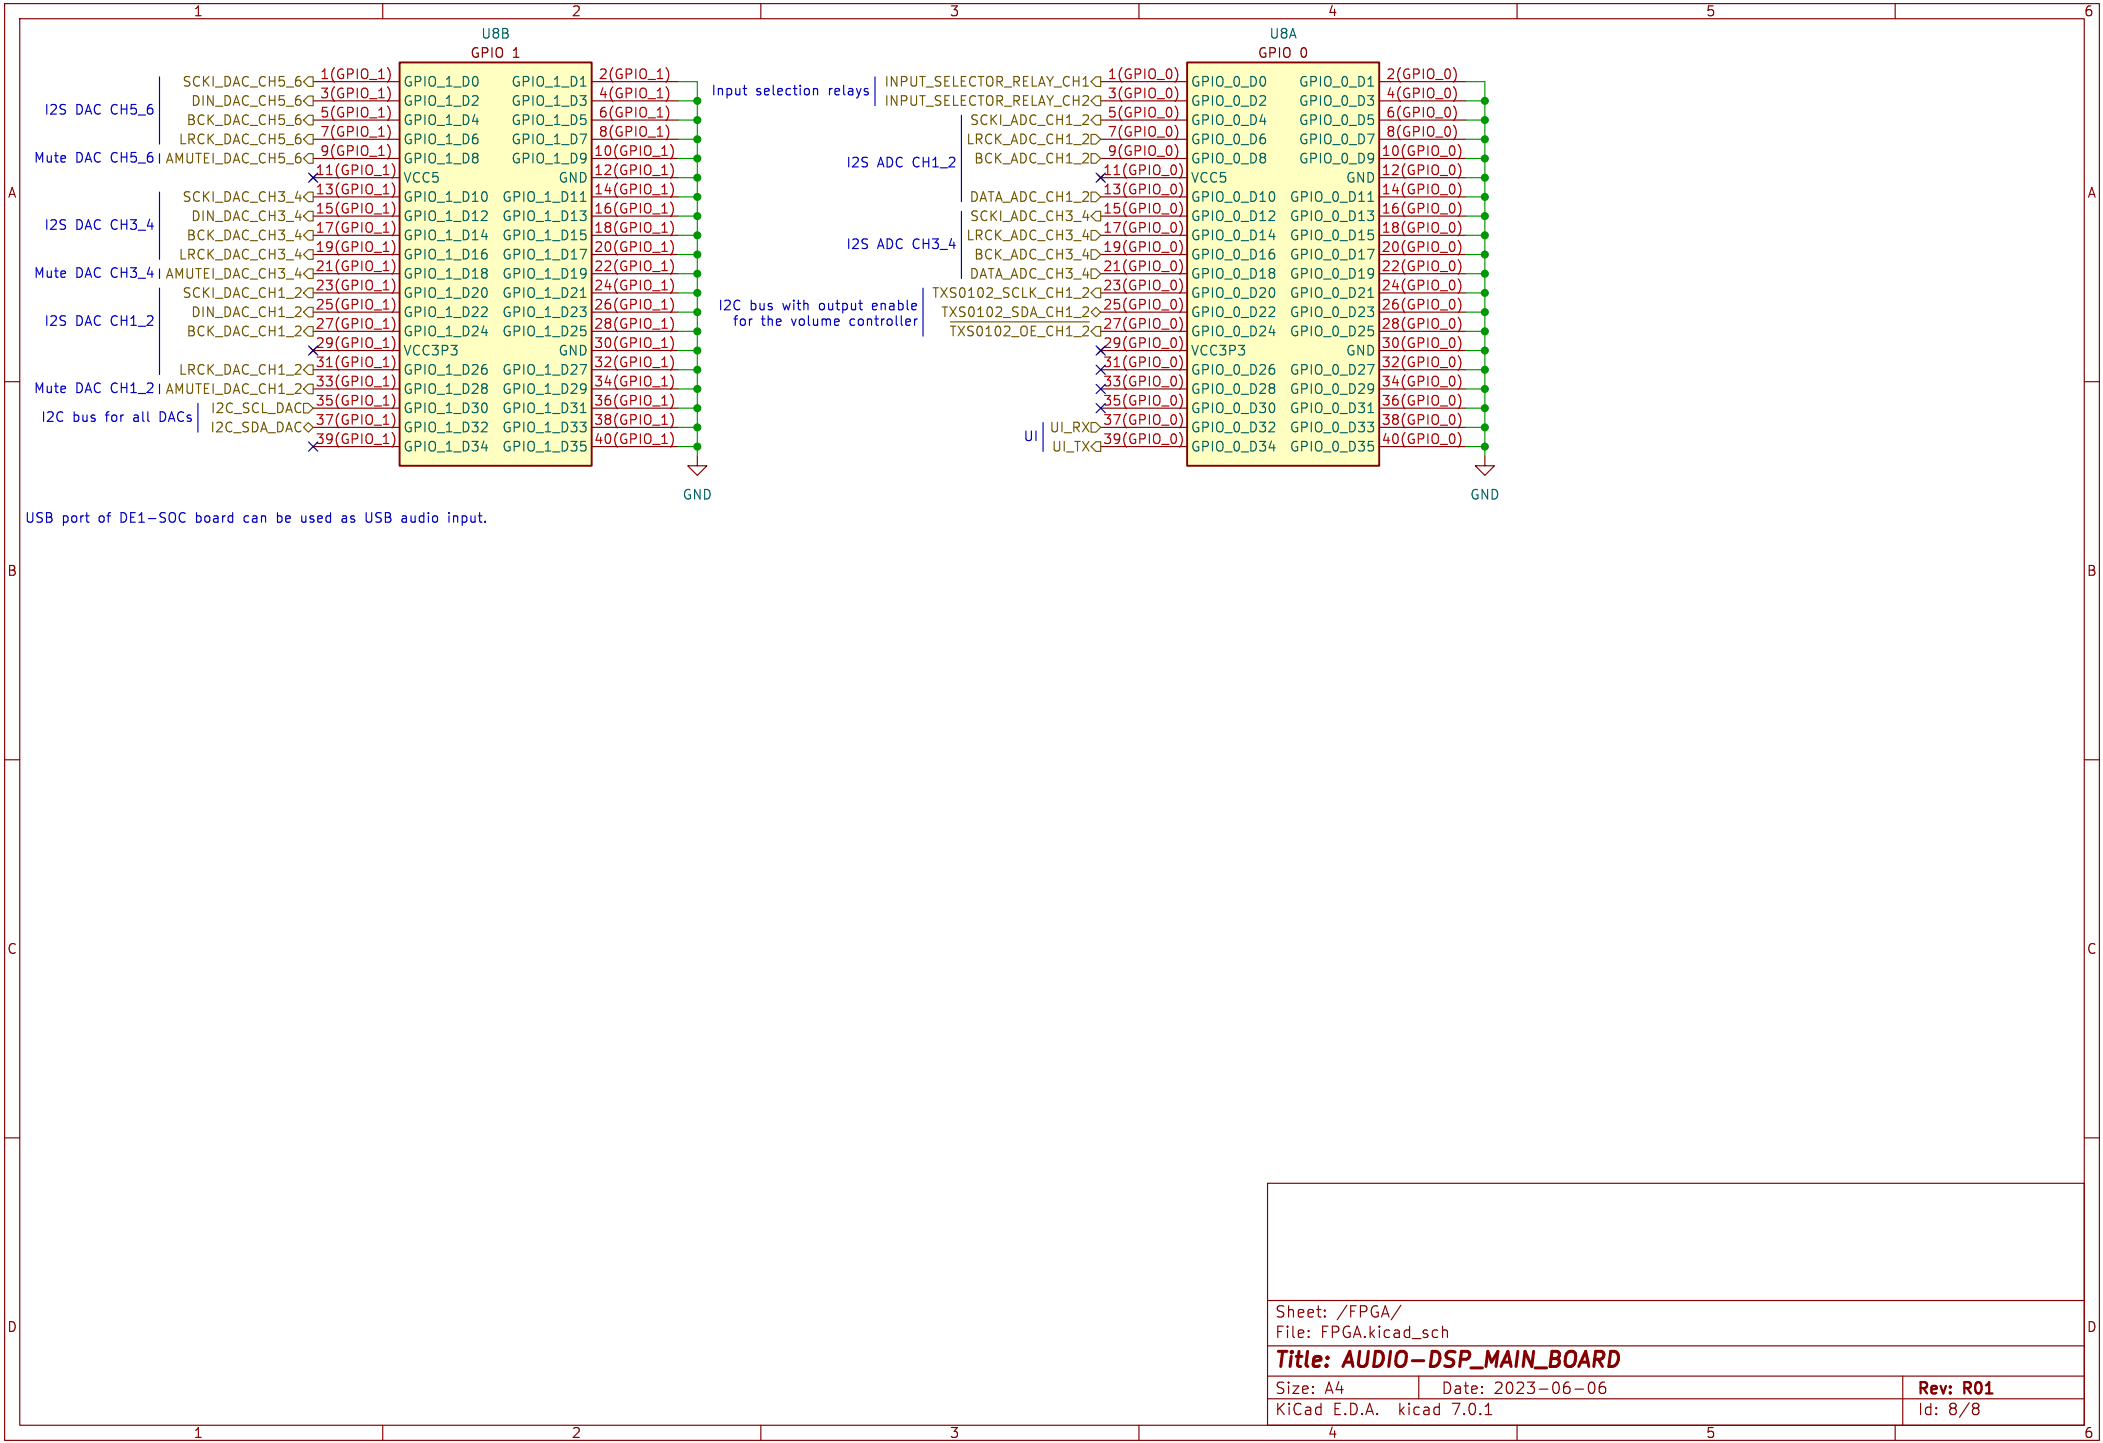 1 2 3 4 5 6
U8B
GPIO 1
SCKI_DAC_CH5_6 1(GPIO_1) GPIO_1_D0 GPIO_1_D1 2(GPIO_1)
DIN_DAC_CH5_6 3(GPIO_1) GPIO_1_D2 GPIO_1_D3 4(GPIO_1)
I2S DAC CH5_6
BCK_DAC_CH5_6 5(GPIO_1) GPIO_1_D4 GPIO_1_D5 6(GPIO_1)
LRCK_DAC_CH5_6 7(GPIO_1) GPIO_1_D6 GPIO_1_D7 8(GPIO_1)
Mute DAC CH5_6 AMUTEI_DAC_CH5_6 9(GPIO_1) GPIO_1_D8 GPIO_1_D9 10(GPIO_1)
11(GPIO_1) VCC5 GND 12(GPIO_1)
SCKI_DAC_CH3_4 13(GPIO_1) GPIO_1_D10 GPIO_1_D11 14(GPIO_1)
DIN_DAC_CH3_4 15(GPIO_1) GPIO_1_D12 GPIO_1_D13 16(GPIO_1)
I2S DAC CH3_4
BCK_DAC_CH3_4 17(GPIO_1) GPIO_1_D14 GPIO_1_D15 18(GPIO_1)
LRCK_DAC_CH3_4 19(GPIO_1) GPIO_1_D16 GPIO_1_D17 20(GPIO_1)
Mute DAC CH3_4 AMUTEI_DAC_CH3_4 21(GPIO_1) GPIO_1_D18 GPIO_1_D19 22(GPIO_1)
SCKI_DAC_CH1_2 23(GPIO_1) GPIO_1_D20 GPIO_1_D21 24(GPIO_1)
DIN_DAC_CH1_2 25(GPIO_1) GPIO_1_D22 GPIO_1_D23 26(GPIO_1)
I2S DAC CH1_2
BCK_DAC_CH1_2 27(GPIO_1) GPIO_1_D24 GPIO_1_D25 28(GPIO_1)
29(GPIO_1) VCC3P3 GND 30(GPIO_1)
LRCK_DAC_CH1_2 31(GPIO_1) GPIO_1_D26 GPIO_1_D27 32(GPIO_1)
Mute DAC CH1_2 AMUTEI_DAC_CH1_2 33(GPIO_1) GPIO_1_D28 GPIO_1_D29 34(GPIO_1)
I2C_SCL_DAC 35(GPIO_1) GPIO_1_D30 GPIO_1_D31 36(GPIO_1)
I2C bus for all DACs
I2C_SDA_DAC 37(GPIO_1) GPIO_1_D32 GPIO_1_D33 38(GPIO_1)
39(GPIO_1) GPIO_1_D34 GPIO_1_D35 40(GPIO_1)
GND
USB port of DE1-SOC board can be used as USB audio input.
U8A
GPIO 0
INPUT_SELECTOR_RELAY_CH1 1(GPIO_0) GPIO_0_D0 GPIO_0_D1 2(GPIO_0)
Input selection relays
INPUT_SELECTOR_RELAY_CH2 3(GPIO_0) GPIO_0_D2 GPIO_0_D3 4(GPIO_0)
SCKI_ADC_CH1_2 5(GPIO_0) GPIO_0_D4 GPIO_0_D5 6(GPIO_0)
LRCK_ADC_CH1_2 7(GPIO_0) GPIO_0_D6 GPIO_0_D7 8(GPIO_0)
BCK_ADC_CH1_2 9(GPIO_0) GPIO_0_D8 GPIO_0_D9 10(GPIO_0)
I2S ADC CH1_2
11(GPIO_0) VCC5 GND 12(GPIO_0)
DATA_ADC_CH1_2 13(GPIO_0) GPIO_0_D10 GPIO_0_D11 14(GPIO_0)
SCKI_ADC_CH3_4 15(GPIO_0) GPIO_0_D12 GPIO_0_D13 16(GPIO_0)
LRCK_ADC_CH3_4 17(GPIO_0) GPIO_0_D14 GPIO_0_D15 18(GPIO_0)
I2S ADC CH3_4
BCK_ADC_CH3_4 19(GPIO_0) GPIO_0_D16 GPIO_0_D17 20(GPIO_0)
DATA_ADC_CH3_4 21(GPIO_0) GPIO_0_D18 GPIO_0_D19 22(GPIO_0)
TXS0102_SCLK_CH1_2 23(GPIO_0) GPIO_0_D20 GPIO_0_D21 24(GPIO_0)
I2C bus with output enable
TXS0102_SDA_CH1_2 25(GPIO_0) GPIO_0_D22 GPIO_0_D23 26(GPIO_0)
for the volume controller
TXS0102_OE_CH1_2 27(GPIO_0) GPIO_0_D24 GPIO_0_D25 28(GPIO_0)
29(GPIO_0) VCC3P3 GND 30(GPIO_0)
31(GPIO_0) GPIO_0_D26 GPIO_0_D27 32(GPIO_0)
33(GPIO_0) GPIO_0_D28 GPIO_0_D29 34(GPIO_0)
35(GPIO_0) GPIO_0_D30 GPIO_0_D31 36(GPIO_0)
UI_RX 37(GPIO_0) GPIO_0_D32 GPIO_0_D33 38(GPIO_0)
UI
UI_TX 39(GPIO_0) GPIO_0_D34 GPIO_0_D35 40(GPIO_0)
GND
A A
B B
C C
D D
Sheet: /FPGA/
File: FPGA.kicad_sch
Title: AUDIO-DSP_MAIN_BOARD
Size: A4 Date: 2023-06-06 Rev: R01
KiCad E.D.A. kicad 7.0.1 Id: 8/8
1 2 3 4 5 6